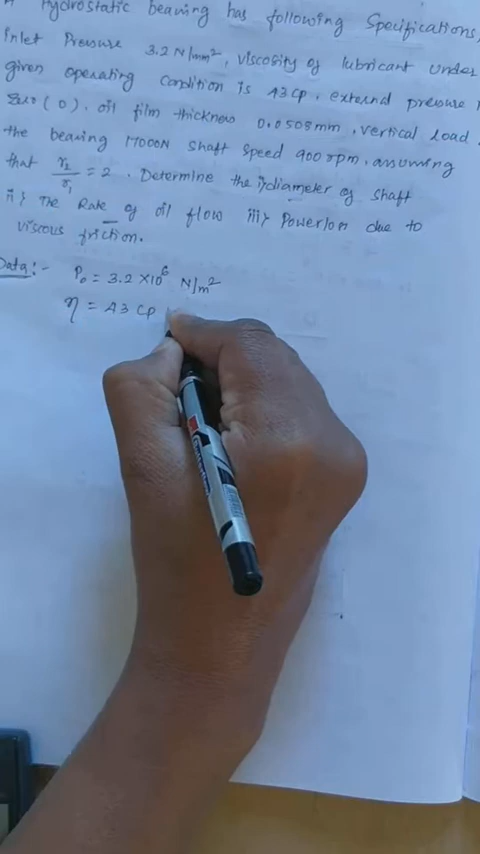 Hydrostatic bearing has following Specifications,
inlet Pressure 3.2 N/mm², viscosity of lubricant under
given operating condition is 43 cp. external pressure
Zero (0). oil film thickness 0.0508mm, vertical load
the bearing 17000N shaft speed 900 rpm. assuming
that r₂/r₁ = 2. Determine the i} diameter of shaft
ii} The Rate of oil flow iii} Powerloss due to
viscous friction.
Data:- P₀ = 3.2 × 10⁶ N/m²
η = 43 CP